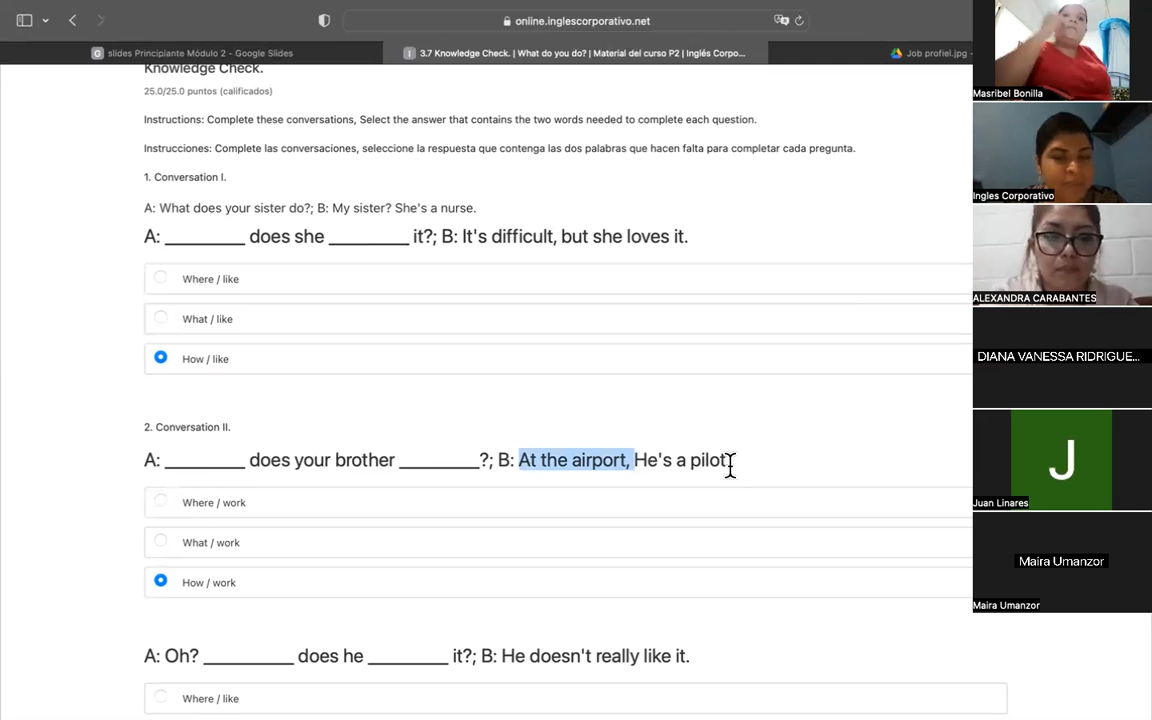 online.inglescorporativo.net
slides Principiante Módulo 2 - Google Slides
3.7 Knowledge Check. | What do you do? | Material del curso P2 | Inglés Corpo...
Job profiel.jpg -
Knowledge Check.
25.0/25.0 puntos (calificados)
Instructions: Complete these conversations, Select the answer that contains the two words needed to complete each question.
Instrucciones: Complete las conversaciones, seleccione la respuesta que contenga las dos palabras que hacen falta para completar cada pregunta.
1. Conversation I.
A: What does your sister do?; B: My sister? She's a nurse.
A: ________ does she ________ it?; B: It's difficult, but she loves it.
Where / like
What / like
How / like
2. Conversation II.
A: ________ does your brother ________?; B: At the airport, He's a pilot.
Where / work
What / work
How / work
A: Oh? _________ does he ________ it?; B: He doesn't really like it.
Where / like
Masribel Bonilla
Ingles Corporativo
ALEXANDRA CARABANTES
DIANA VANESSA RIDRIGUE...
J
Juan Linares
Maira Umanzor
Maira Umanzor